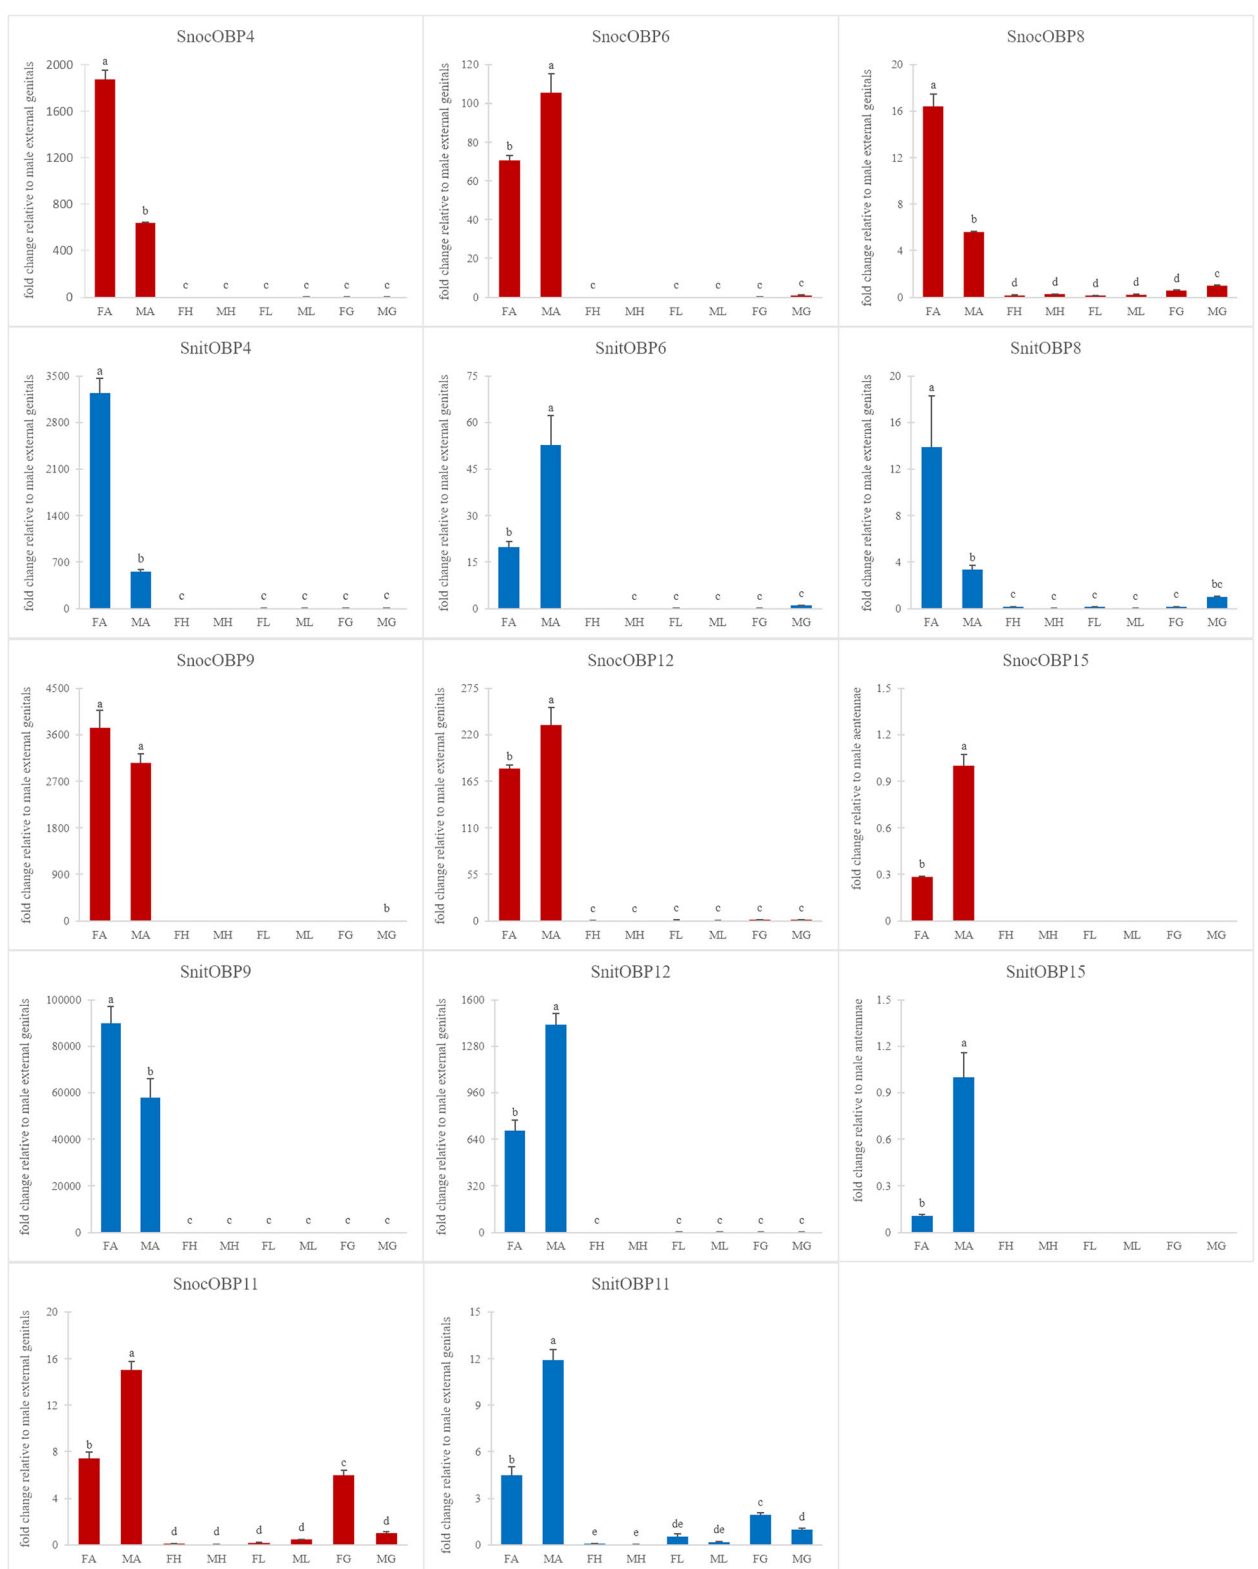 SnocOBP4
fold change relative to male external genitals
2000
1600
1200
800
400
0
a
b
c c c c c c
FA MA FH MH FL ML FG MG
SnocOBP6
fold change relative to male external genitals
120
100
80
60
40
20
0
b
a
c c c c c
FA MA FH MH FL ML FG MG
SnocOBP8
fold change relative to male external genitals
20
16
12
8
4
0
a
b
d d d d d c
FA MA FH MH FL ML FG MG
SnitOBP4
fold change relative to male external genitals
3500
2800
2100
1400
700
0
a
b
c c c c c
FA MA FH MH FL ML FG MG
SnitOBP6
fold change relative to male external genitals
75
60
45
30
15
0
b
a
c c c c c
FA MA FH MH FL ML FG MG
SnitOBP8
fold change relative to male external genitals
20
16
12
8
4
0
a
b
c c c c c bc
FA MA FH MH FL ML FG MG
SnocOBP9
fold change relative to male external genitals
4500
3600
2700
1800
900
0
a
a
b
FA MA FH MH FL ML FG MG
SnocOBP12
fold change relative to male external genitals
275
220
165
110
55
0
b
a
c c c c c c
FA MA FH MH FL ML FG MG
SnocOBP15
fold change relative to male aentennae
1.5
1.2
0.9
0.6
0.3
0
b
a
FA MA FH MH FL ML FG MG
SnitOBP9
fold change relative to male external genitals
100000
80000
60000
40000
20000
0
a
b
c c c c c c
FA MA FH MH FL ML FG MG
SnitOBP12
fold change relative to male external genitals
1600
1280
960
640
320
0
b
a
c c c c c
FA MA FH MH FL ML FG MG
SnitOBP15
fold change relative to male antennnae
1.5
1.2
0.9
0.6
0.3
0
b
a
FA MA FH MH FL ML FG MG
SnocOBP11
fold change relative to male external genitals
20
16
12
8
4
0
b
a
d d d d c d
FA MA FH MH FL ML FG MG
SnitOBP11
fold change relative to male external genitals
15
12
9
6
3
0
b
a
e e de de c d
FA MA FH MH FL ML FG MG